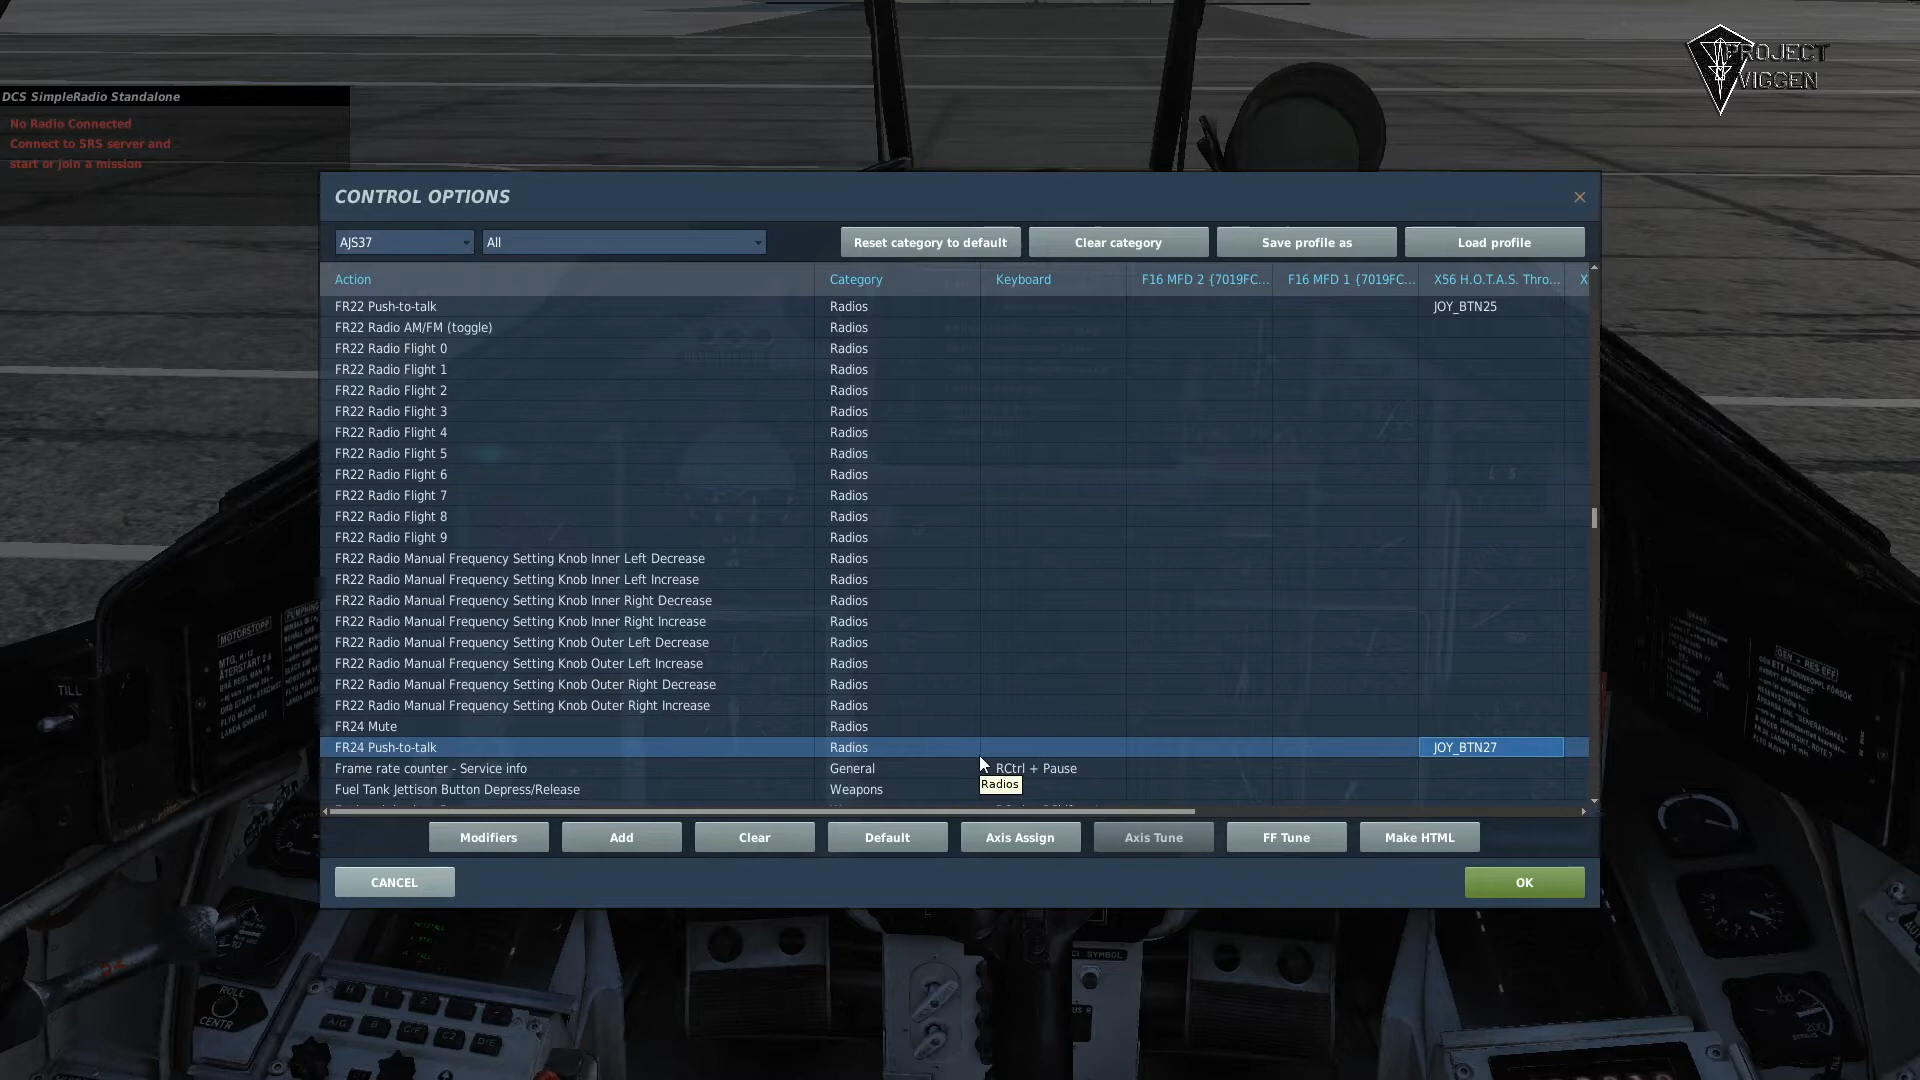 PROJECT
VIGGEN
DCS SimpleRadio Standalone
No Radio Connected
Connect to SRS server and
start or join a mission
CONTROL OPTIONS
AJS37 All Reset category to default Clear category Save profile as Load profile
Action Category Keyboard F16 MFD 2 {7019FC... F16 MFD 1 {7019FC... X56 H.O.T.A.S. Thro... X
FR22 Push-to-talk Radios JOY_BTN25
FR22 Radio AM/FM (toggle) Radios
FR22 Radio Flight 0 Radios
FR22 Radio Flight 1 Radios
FR22 Radio Flight 2 Radios
FR22 Radio Flight 3 Radios
FR22 Radio Flight 4 Radios
FR22 Radio Flight 5 Radios
FR22 Radio Flight 6 Radios
FR22 Radio Flight 7 Radios
FR22 Radio Flight 8 Radios
FR22 Radio Flight 9 Radios
FR22 Radio Manual Frequency Setting Knob Inner Left Decrease Radios
FR22 Radio Manual Frequency Setting Knob Inner Left Increase Radios
FR22 Radio Manual Frequency Setting Knob Inner Right Decrease Radios
FR22 Radio Manual Frequency Setting Knob Inner Right Increase Radios
FR22 Radio Manual Frequency Setting Knob Outer Left Decrease Radios
FR22 Radio Manual Frequency Setting Knob Outer Left Increase Radios
FR22 Radio Manual Frequency Setting Knob Outer Right Decrease Radios
FR22 Radio Manual Frequency Setting Knob Outer Right Increase Radios
FR24 Mute Radios
FR24 Push-to-talk Radios JOY_BTN27
Frame rate counter - Service info General RCtrl + Pause
Radios
Fuel Tank Jettison Button Depress/Release Weapons
Modifiers Add Clear Default Axis Assign Axis Tune FF Tune Make HTML
CANCEL OK
MOTORSTOPP
TILL
GEN + RES EFF
CI SYMBOL
ROLL
CENTR